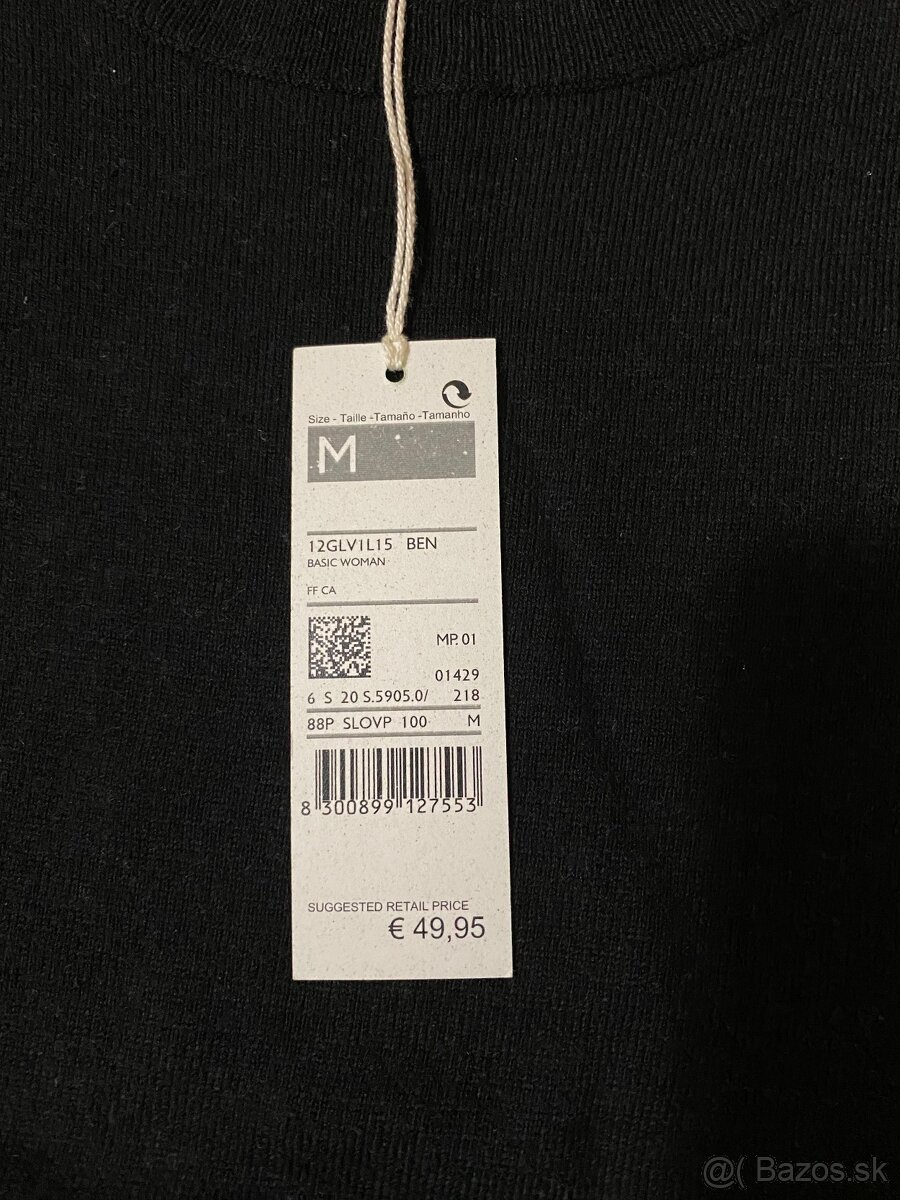 Size - Taille -Tamaño -Tamanho
M
12GLV1L15 BEN
BASIC WOMAN
FF CA
MP. 01
01429
6 S 20 S.5905.0/ 218
88P SLOVP 100 M
8 300899 127553
SUGGESTED RETAIL PRICE
€ 49,95
@( Bazos.sk